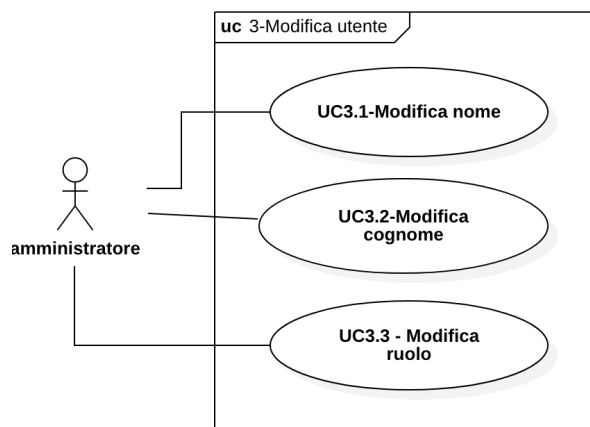 uc 3-Modifica utente
UC3.1-Modifica nome
UC3.2-Modifica
cognome
amministratore
UC3.3 - Modifica
ruolo